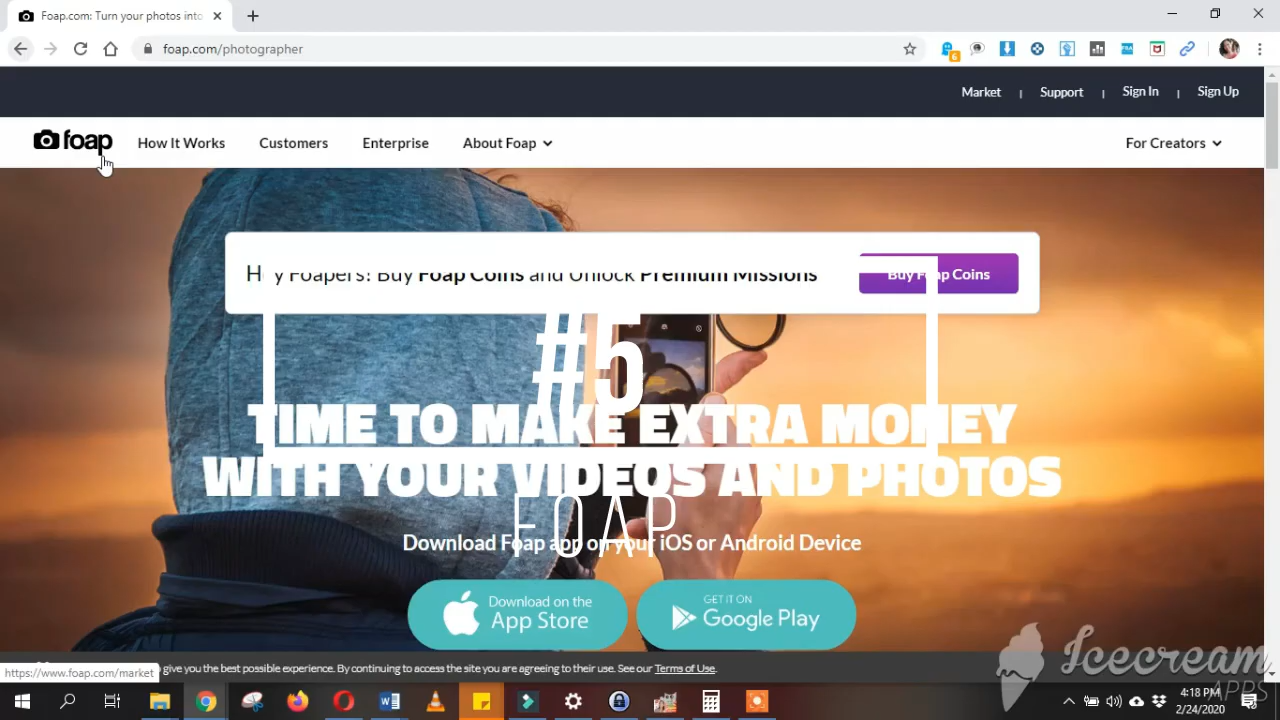 Foap.com: Turn your photos into
foap.com/photographer
6
Market | Support | Sign In | Sign Up
foap How It Works Customers Enterprise About Foap For Creators
Hey Foapers! Buy Foap Coins and Unlock Premium Missions
Buy Foap Coins
#5
TIME TO MAKE EXTRA MONEY
WITH YOUR VIDEOS AND PHOTOS
FOAP
Download Foap app on your iOS or Android Device
Download on the
App Store
GET IT ON
Google Play
https://www.foap.com/market
give you the best possible experience. By continuing to access the site you are agreeing to their use. See our Terms of Use.
Icecream
APPS
4:18 PM
2/24/2020